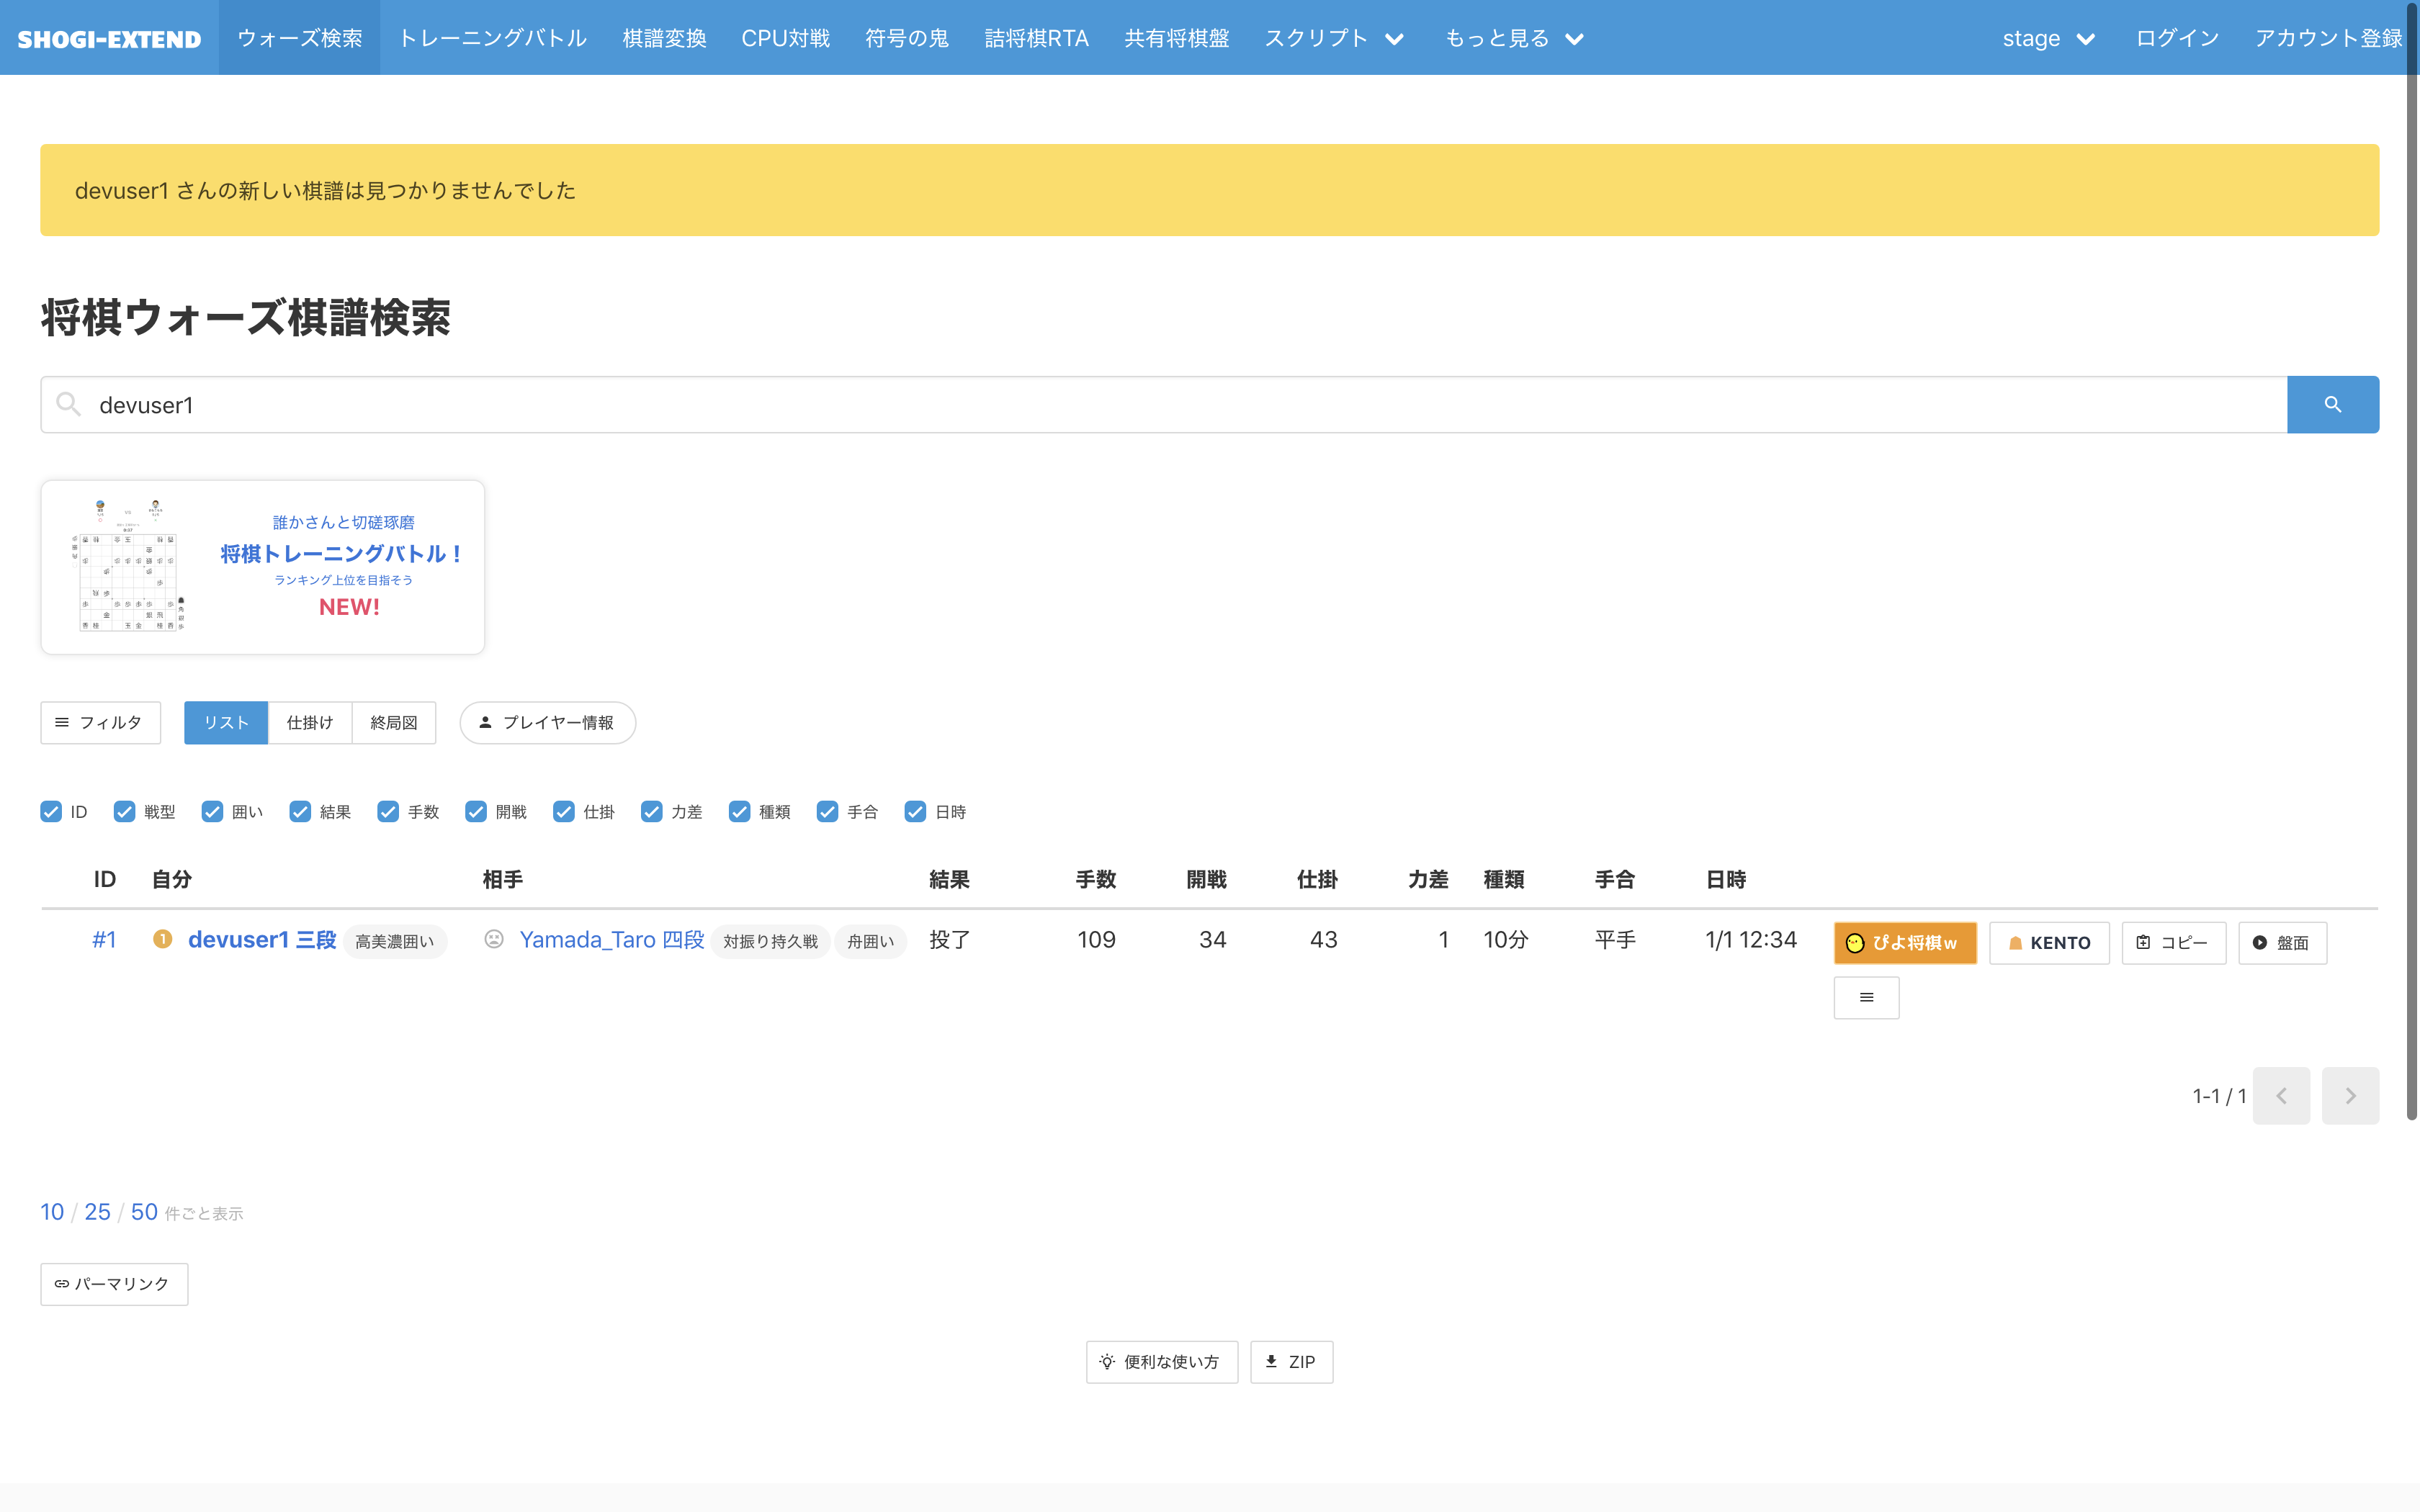 SHOGI-EXTEND ウォーズ検索 トレーニングバトル 棋譜変換 CPU対戦 符号の鬼 詰将棋RTA 共有将棋盤 スクリプト もっと見る stage ログイン アカウント登録
devuser1 さんの新しい棋譜は見つかりませんでした
将棋ウォーズ棋譜検索
devuser1
誰かさんと切磋琢磨
将棋トレーニングバトル！
ランキング上位を目指そう
NEW!
フィルタ リスト 仕掛け 終局図 プレイヤー情報
ID 戦型 囲い 結果 手数 開戦 仕掛 力差 種類 手合 日時
ID 自分 相手 結果 手数 開戦 仕掛 力差 種類 手合 日時
#1 1 devuser1 三段 高美濃囲い Yamada_Taro 四段 対振り持久戦 舟囲い 投了 109 34 43 1 10分 平手 1/1 12:34 ぴよ将棋w KENTO コピー 盤面
1-1 / 1
10 / 25 / 50 件ごと表示
パーマリンク
便利な使い方 ZIP